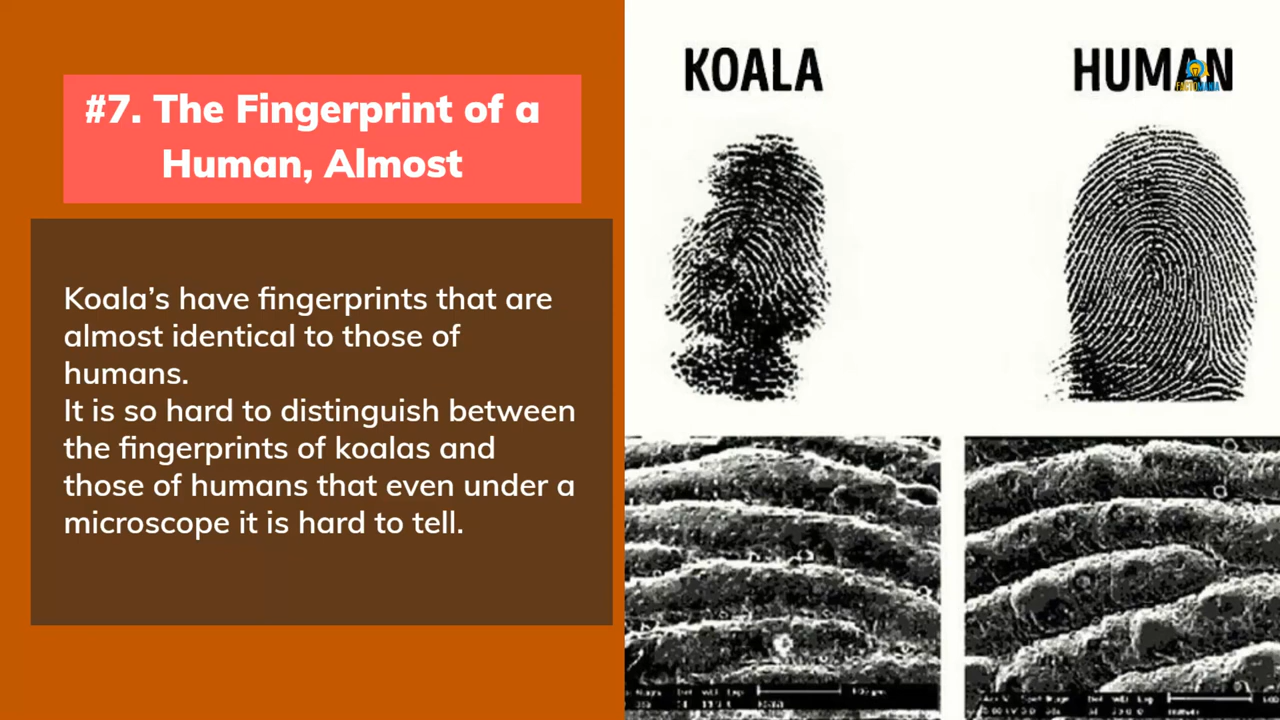 #7. The Fingerprint of a
Human, Almost
Koala’s have fingerprints that are
almost identical to those of
humans.
It is so hard to distinguish between
the fingerprints of koalas and
those of humans that even under a
microscope it is hard to tell.
KOALA
HUMAN
FACTOMANIA